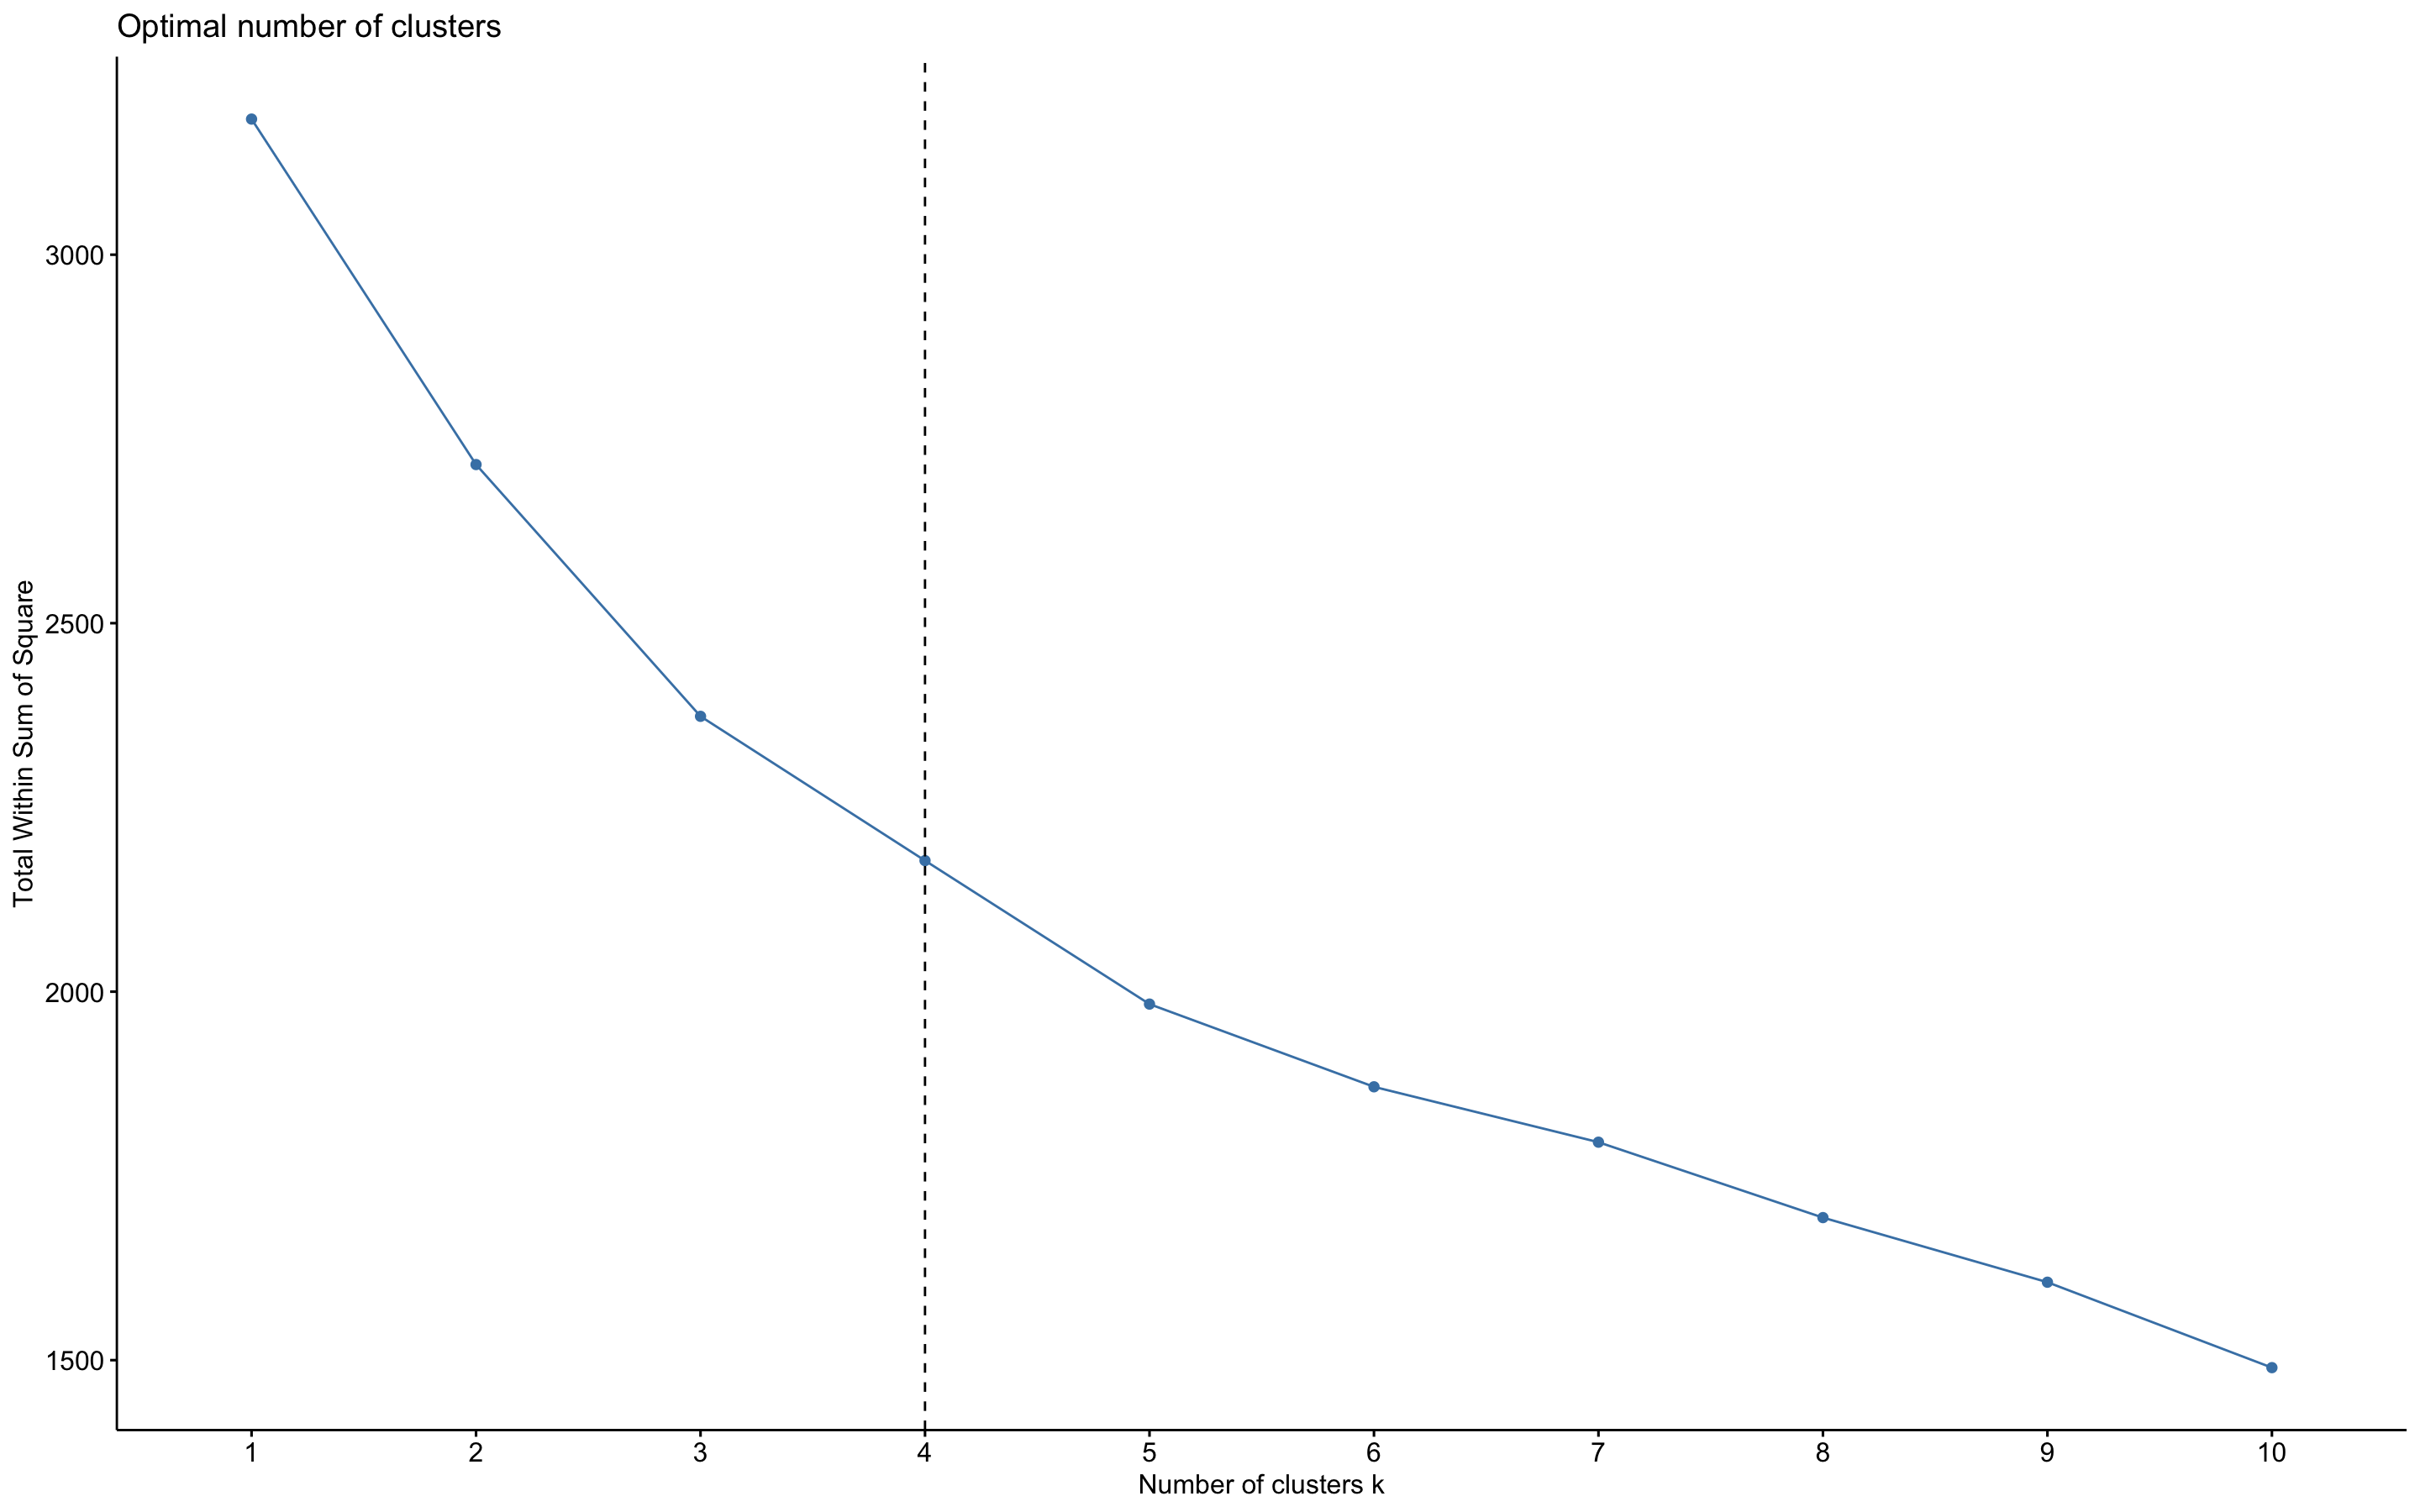 Optimal number of clusters
Total Within Sum of Square
3000
2500
2000
1500
1 2 3 4 5 6 7 8 9 10
Number of clusters k